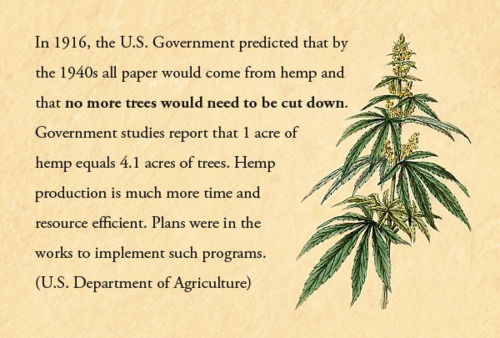 In 1916, the U.S. Government predicted that by
the 1940s all paper would come from hemp and
that no more trees would need to be cut down.
Government studies report that 1 acre of
hemp equals 4.1 acres of trees. Hemp
production is much more time and
resource efficient. Plans were in the
works to implement such programs.
(U.S. Department of Agriculture)